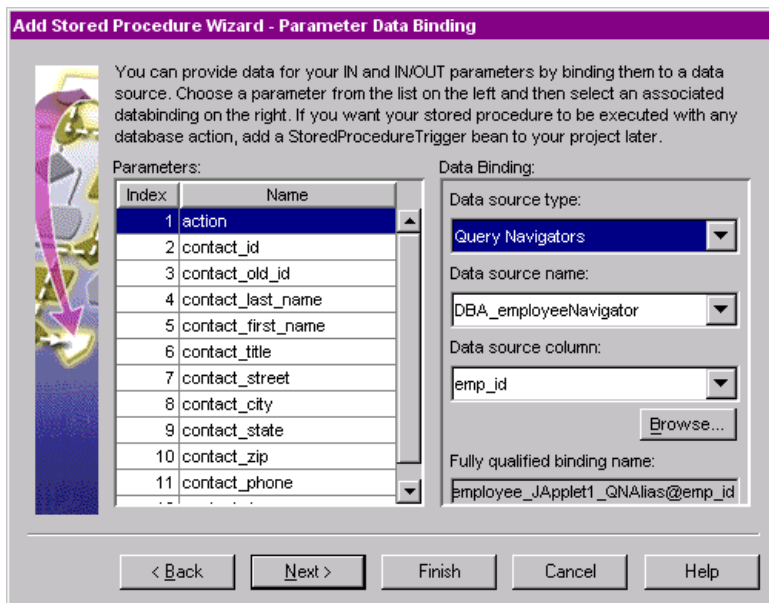 Add Stored Procedure Wizard - Parameter Data Binding
You can provide data for your IN and IN/OUT parameters by binding them to a data
source. Choose a parameter from the list on the left and then select an associated
databinding on the right. If you want your stored procedure to be executed with any
database action, add a StoredProcedureTrigger bean to your project later.
Parameters:
Index Name
1 action
2 contact_id
3 contact_old_id
4 contact_last_name
5 contact_first_name
6 contact_title
7 contact_street
8 contact_city
9 contact_state
10 contact_zip
11 contact_phone
Data Binding:
Data source type:
Query Navigators
Data source name:
DBA_employeeNavigator
Data source column:
emp_id
Browse...
Fully qualified binding name:
employee_JApplet1_QNAlias@emp_id
< Back
Next >
Finish
Cancel
Help